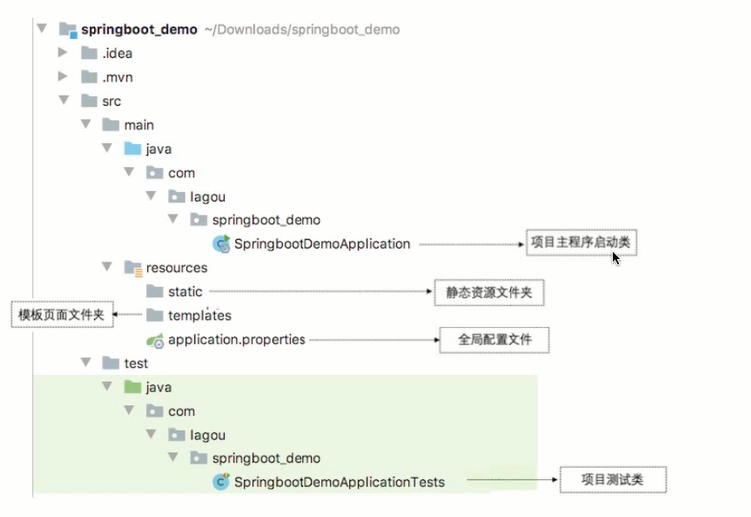 springboot_demo ~/Downloads/springboot_demo
.idea
.mvn
src
main
java
com
lagou
springboot_demo
SpringbootDemoApplication 项目主程序启动类
resources
static 静态资源文件夹
模板页面文件夹 templates
application.properties 全局配置文件
test
java
com
lagou
springboot_demo
SpringbootDemoApplicationTests 项目测试类